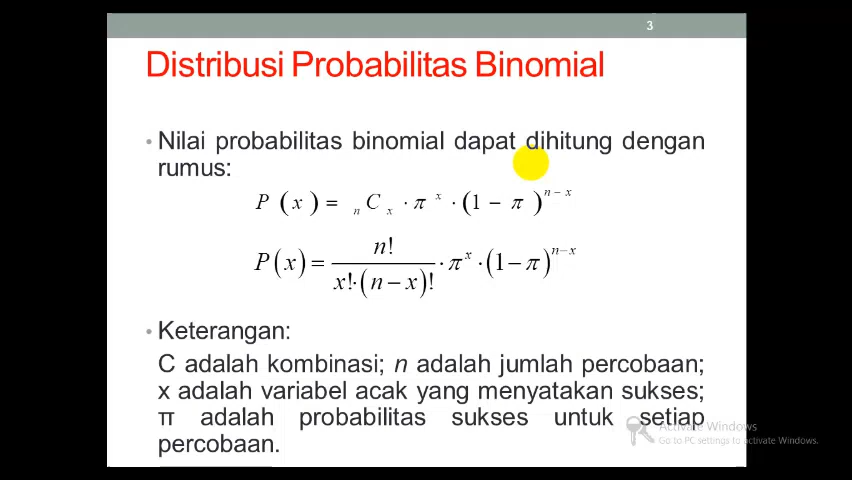 3
Distribusi Probabilitas Binomial
• Nilai probabilitas binomial dapat dihitung dengan
rumus:
P (x) = ₙCₓ · π^x · (1 − π)^(n−x)
P(x) = n! / (x!·(n−x)!) · π^x · (1−π)^(n−x)
• Keterangan:
C adalah kombinasi; n adalah jumlah percobaan;
x adalah variabel acak yang menyatakan sukses;
π adalah probabilitas sukses untuk setiap
percobaan.
Activate Windows
Go to PC settings to activate Windows.